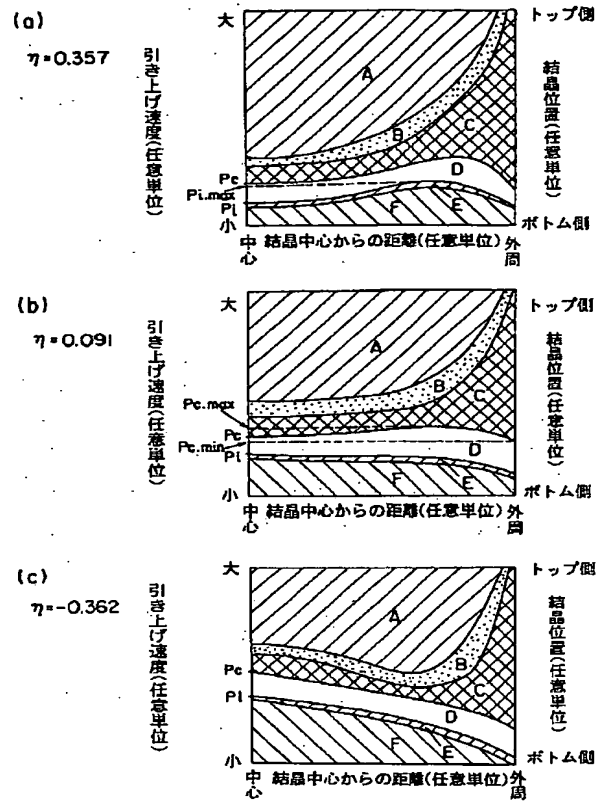 (a)
η=0.357
引き上げ速度(任意単位)
大
小
Pc
Pi.max
Pi
A
B
C
D
E
F
トップ側
結晶位置(任意単位)
ボトム側
中心
結晶中心からの距離(任意単位)
外周
(b)
η=0.091
引き上げ速度(任意単位)
大
小
Pc.max
Pc
Pc.min
Pi
A
B
C
D
E
F
トップ側
結晶位置(任意単位)
ボトム側
中心
結晶中心からの距離(任意単位)
外周
(c)
η=-0.362
引き上げ速度(任意単位)
大
小
Pc
Pi
A
B
C
D
E
F
トップ側
結晶位置(任意単位)
ボトム側
中心
結晶中心からの距離(任意単位)
外周